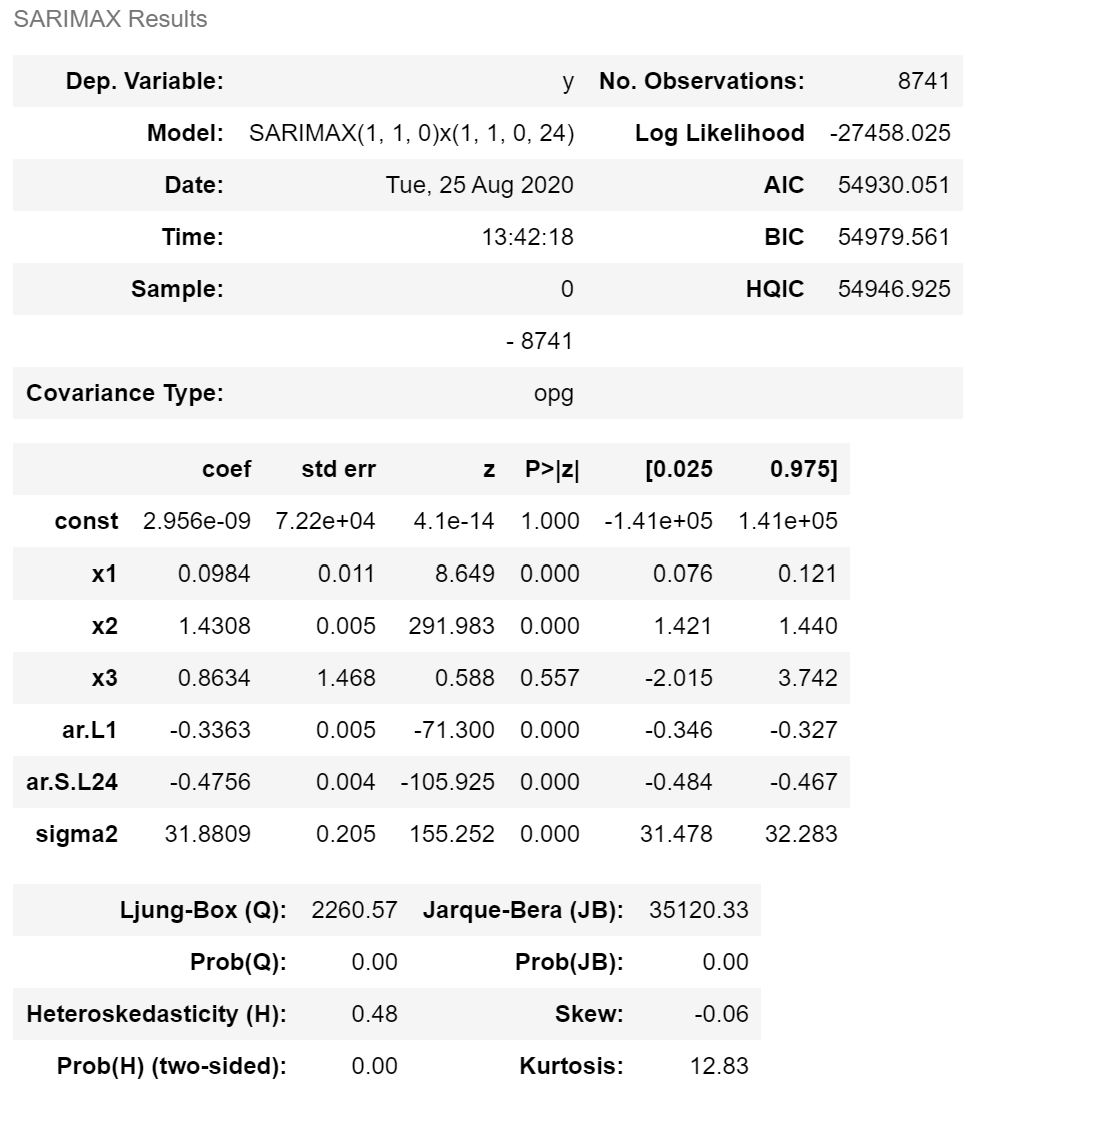 SARIMAX Results
Dep. Variable: y No. Observations: 8741
Model: SARIMAX(1, 1, 0)x(1, 1, 0, 24) Log Likelihood -27458.025
Date: Tue, 25 Aug 2020 AIC 54930.051
Time: 13:42:18 BIC 54979.561
Sample: 0 HQIC 54946.925
- 8741
Covariance Type: opg
coef std err z P>|z| [0.025 0.975]
const 2.956e-09 7.22e+04 4.1e-14 1.000 -1.41e+05 1.41e+05
x1 0.0984 0.011 8.649 0.000 0.076 0.121
x2 1.4308 0.005 291.983 0.000 1.421 1.440
x3 0.8634 1.468 0.588 0.557 -2.015 3.742
ar.L1 -0.3363 0.005 -71.300 0.000 -0.346 -0.327
ar.S.L24 -0.4756 0.004 -105.925 0.000 -0.484 -0.467
sigma2 31.8809 0.205 155.252 0.000 31.478 32.283
Ljung-Box (Q): 2260.57 Jarque-Bera (JB): 35120.33
Prob(Q): 0.00 Prob(JB): 0.00
Heteroskedasticity (H): 0.48 Skew: -0.06
Prob(H) (two-sided): 0.00 Kurtosis: 12.83